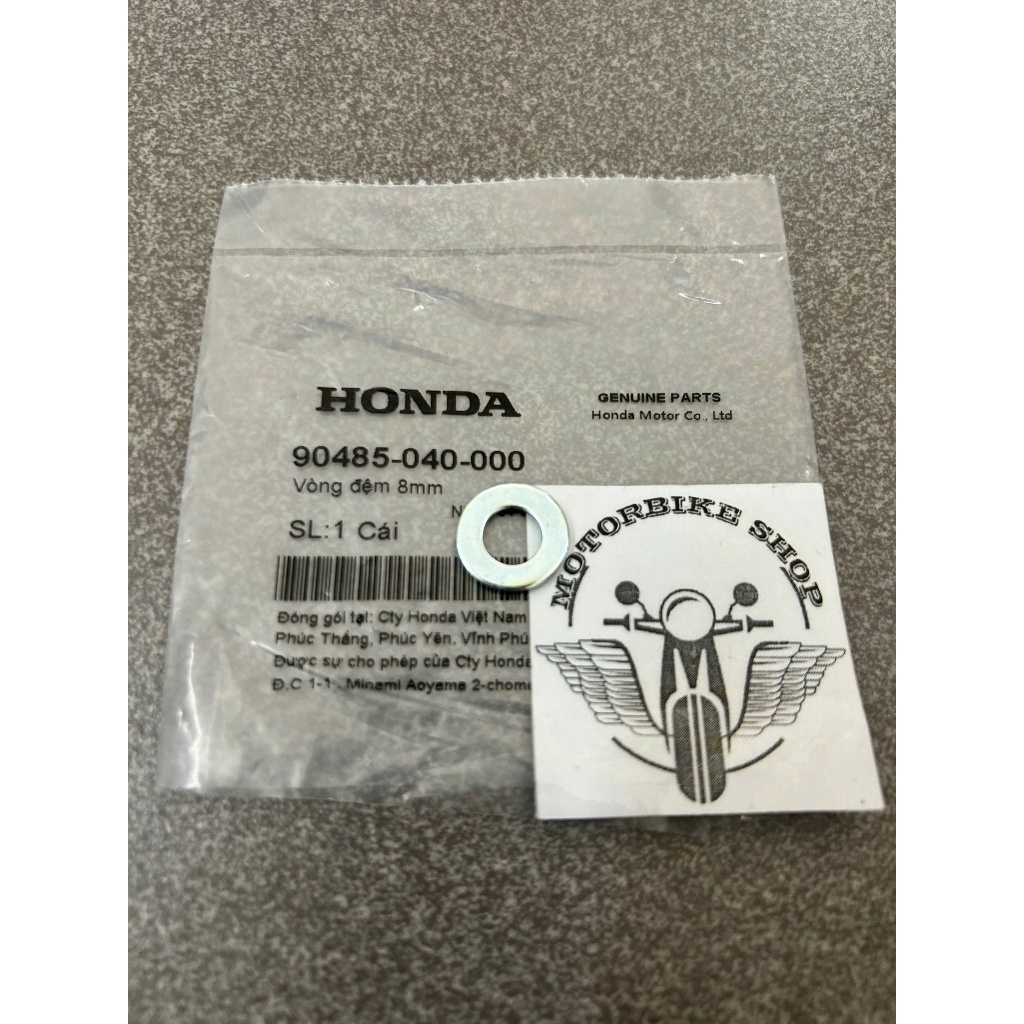 HONDA
GENUINE PARTS
Honda Motor Co., Ltd
90485-040-000
Vòng đệm 8mm
SL:1 Cái
Đóng gói tại: Cty Honda Việt Nam
Phúc Thắng, Phúc Yên, Vĩnh Phú
Được sự cho phép của Cty Honda
Đ.C 1-1 , Minami Aoyama 2-chome
MOTORBIKE SHOP